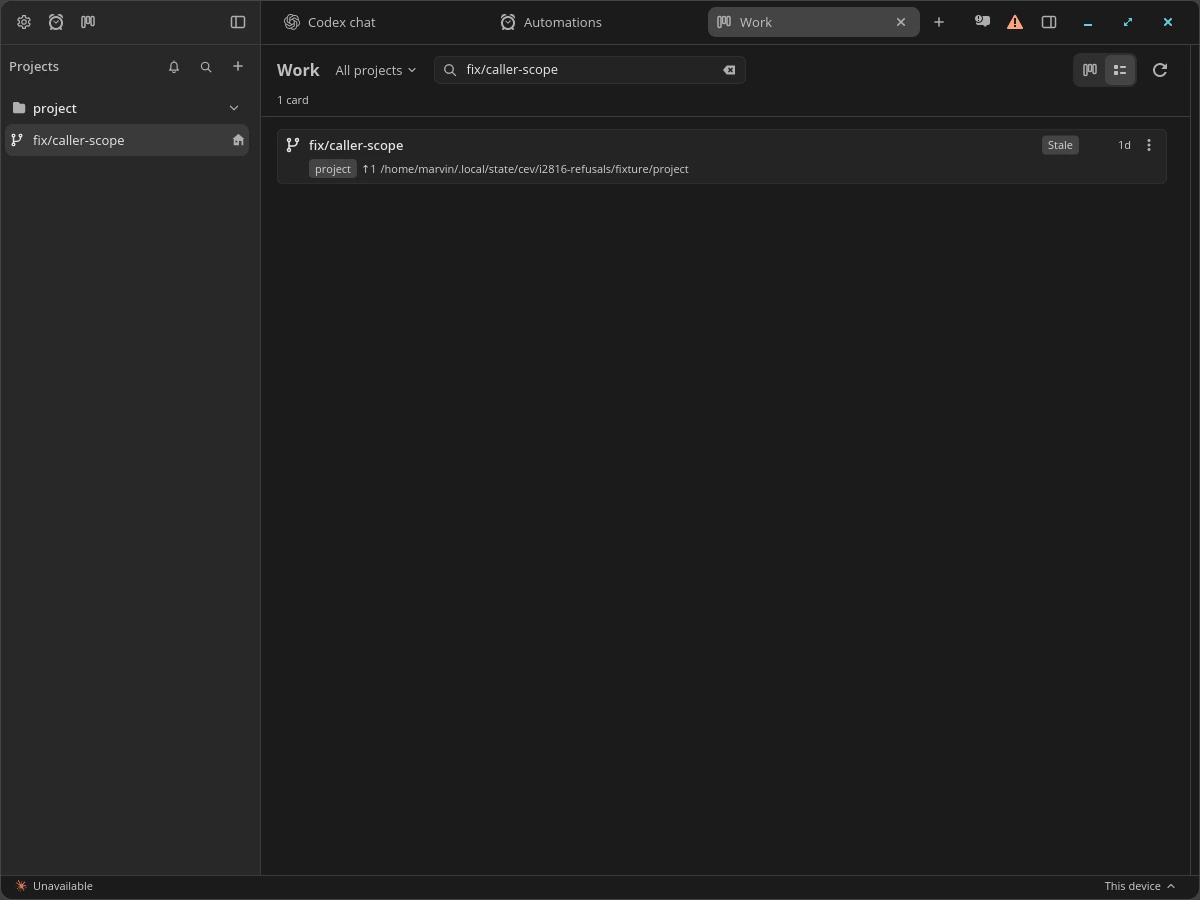 Codex chat
Automations
Work
Projects
project
fix/caller-scope
Work
All projects
fix/caller-scope
1 card
fix/caller-scope
Stale
1d
project
↑1 /home/marvin/.local/state/cev/i2816-refusals/fixture/project
Unavailable
This device